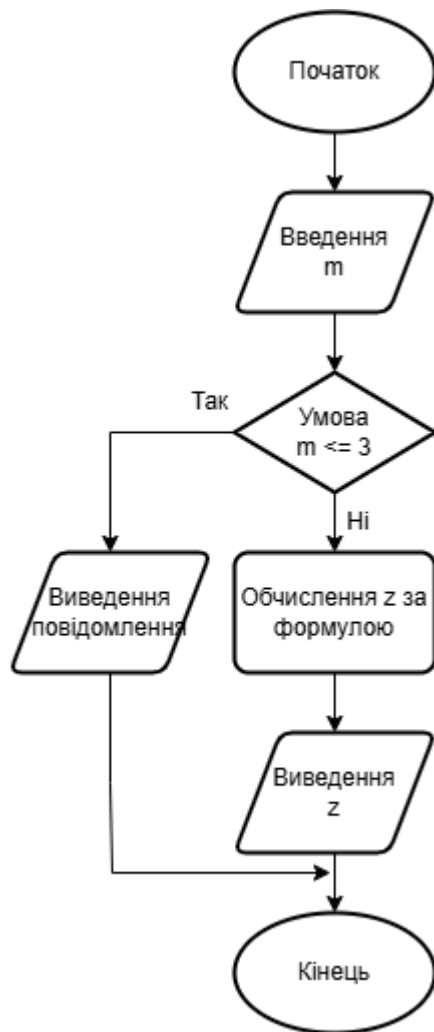 Початок
Введення
m
Умова
m <= 3
Так
Ні
Виведення
повідомлення
Обчислення z за
формулою
Виведення
z
Кінець